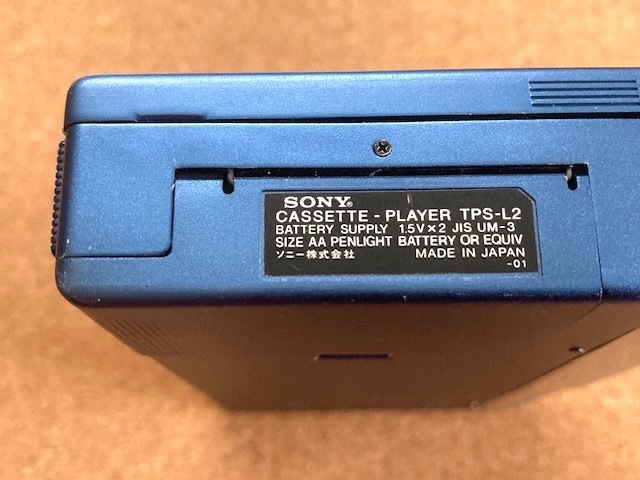 SONY®
CASSETTE-PLAYER TPS-L2
BATTERY SUPPLY 1.5V×2 JIS UM-3
SIZE AA PENLIGHT BATTERY OR EQUIV
ソニー株式会社 MADE IN JAPAN
-01